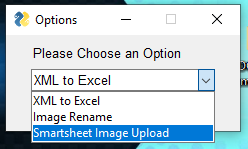 Options
Please Choose an Option
XML to Excel
XML to Excel
Image Rename
Smartsheet Image Upload